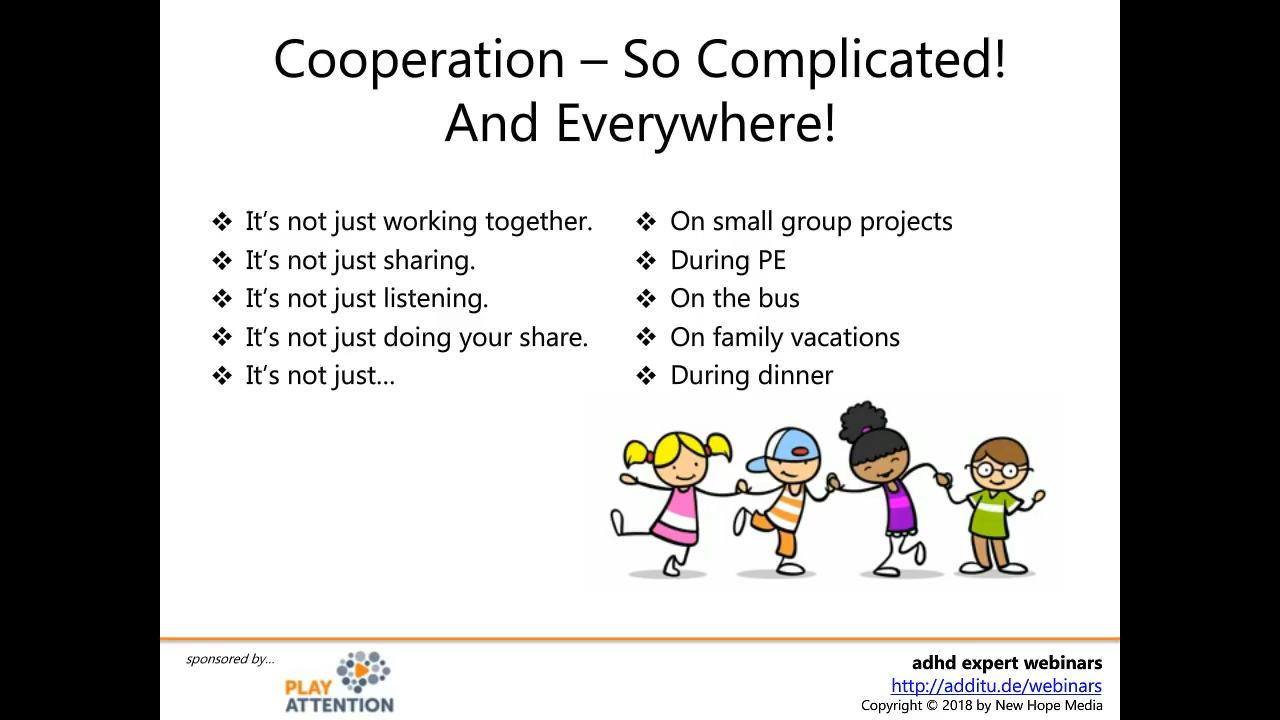 Cooperation – So Complicated!
And Everywhere!
❖ It’s not just working together.
❖ It’s not just sharing.
❖ It’s not just listening.
❖ It’s not just doing your share.
❖ It’s not just...
❖ On small group projects
❖ During PE
❖ On the bus
❖ On family vacations
❖ During dinner
sponsored by...
PLAY
ATTENTION
adhd expert webinars
http://additu.de/webinars
Copyright © 2018 by New Hope Media